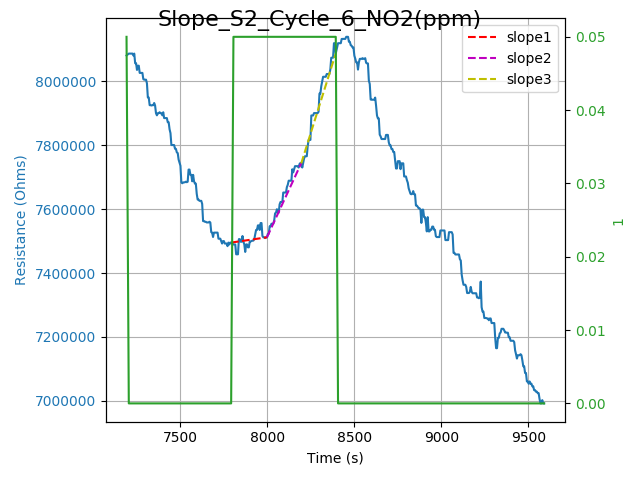 Slope_S2_Cycle_6_NO2(ppm)
slope1
slope2
slope3
8000000
7800000
7600000
7400000
7200000
7000000
Resistance (Ohms)
0.05
0.04
0.03
0.02
0.01
0.00
1
7500 8000 8500 9000 9500
Time (s)